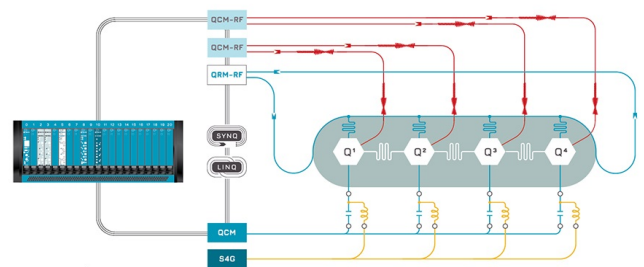 QCM-RF
QCM-RF
QRM-RF
SYNQ
LINQ
Q1
Q2
Q3
Q4
QCM
S4G